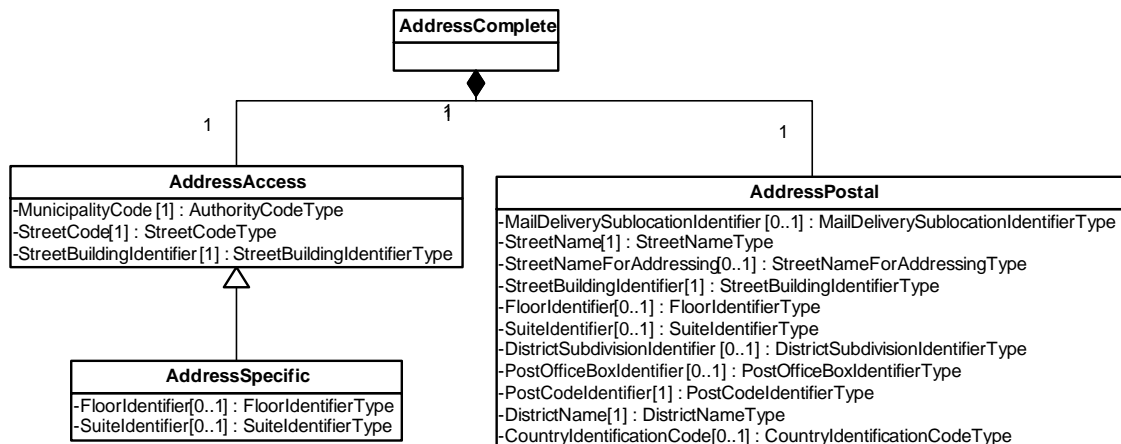 AddressComplete
1
1
1
1
AddressAccess
-MunicipalityCode [1] : AuthorityCodeType
-StreetCode[1] : StreetCodeType
-StreetBuildingIdentifier[1] : StreetBuildingIdentifierType
AddressPostal
-MailDeliverySublocationIdentifier [0..1] : MailDeliverySublocationIdentifierType
-StreetName[1] : StreetNameType
-StreetNameForAddressing[0..1] : StreetNameForAddressingType
-StreetBuildingIdentifier[1] : StreetBuildingIdentifierType
-FloorIdentifier[0..1] : FloorIdentifierType
-SuiteIdentifier[0..1] : SuiteIdentifierType
-DistrictSubdivisionIdentifier [0..1] : DistrictSubdivisionIdentifierType
-PostOfficeBoxIdentifier [0..1] : PostOfficeBoxIdentifierType
-PostCodeIdentifier[1] : PostCodeIdentifierType
-DistrictName[1] : DistrictNameType
-CountryIdentificationCode[0..1] : CountryIdentificationCodeType
AddressSpecific
-FloorIdentifier[0..1] : FloorIdentifierType
-SuiteIdentifier[0..1] : SuiteIdentifierType